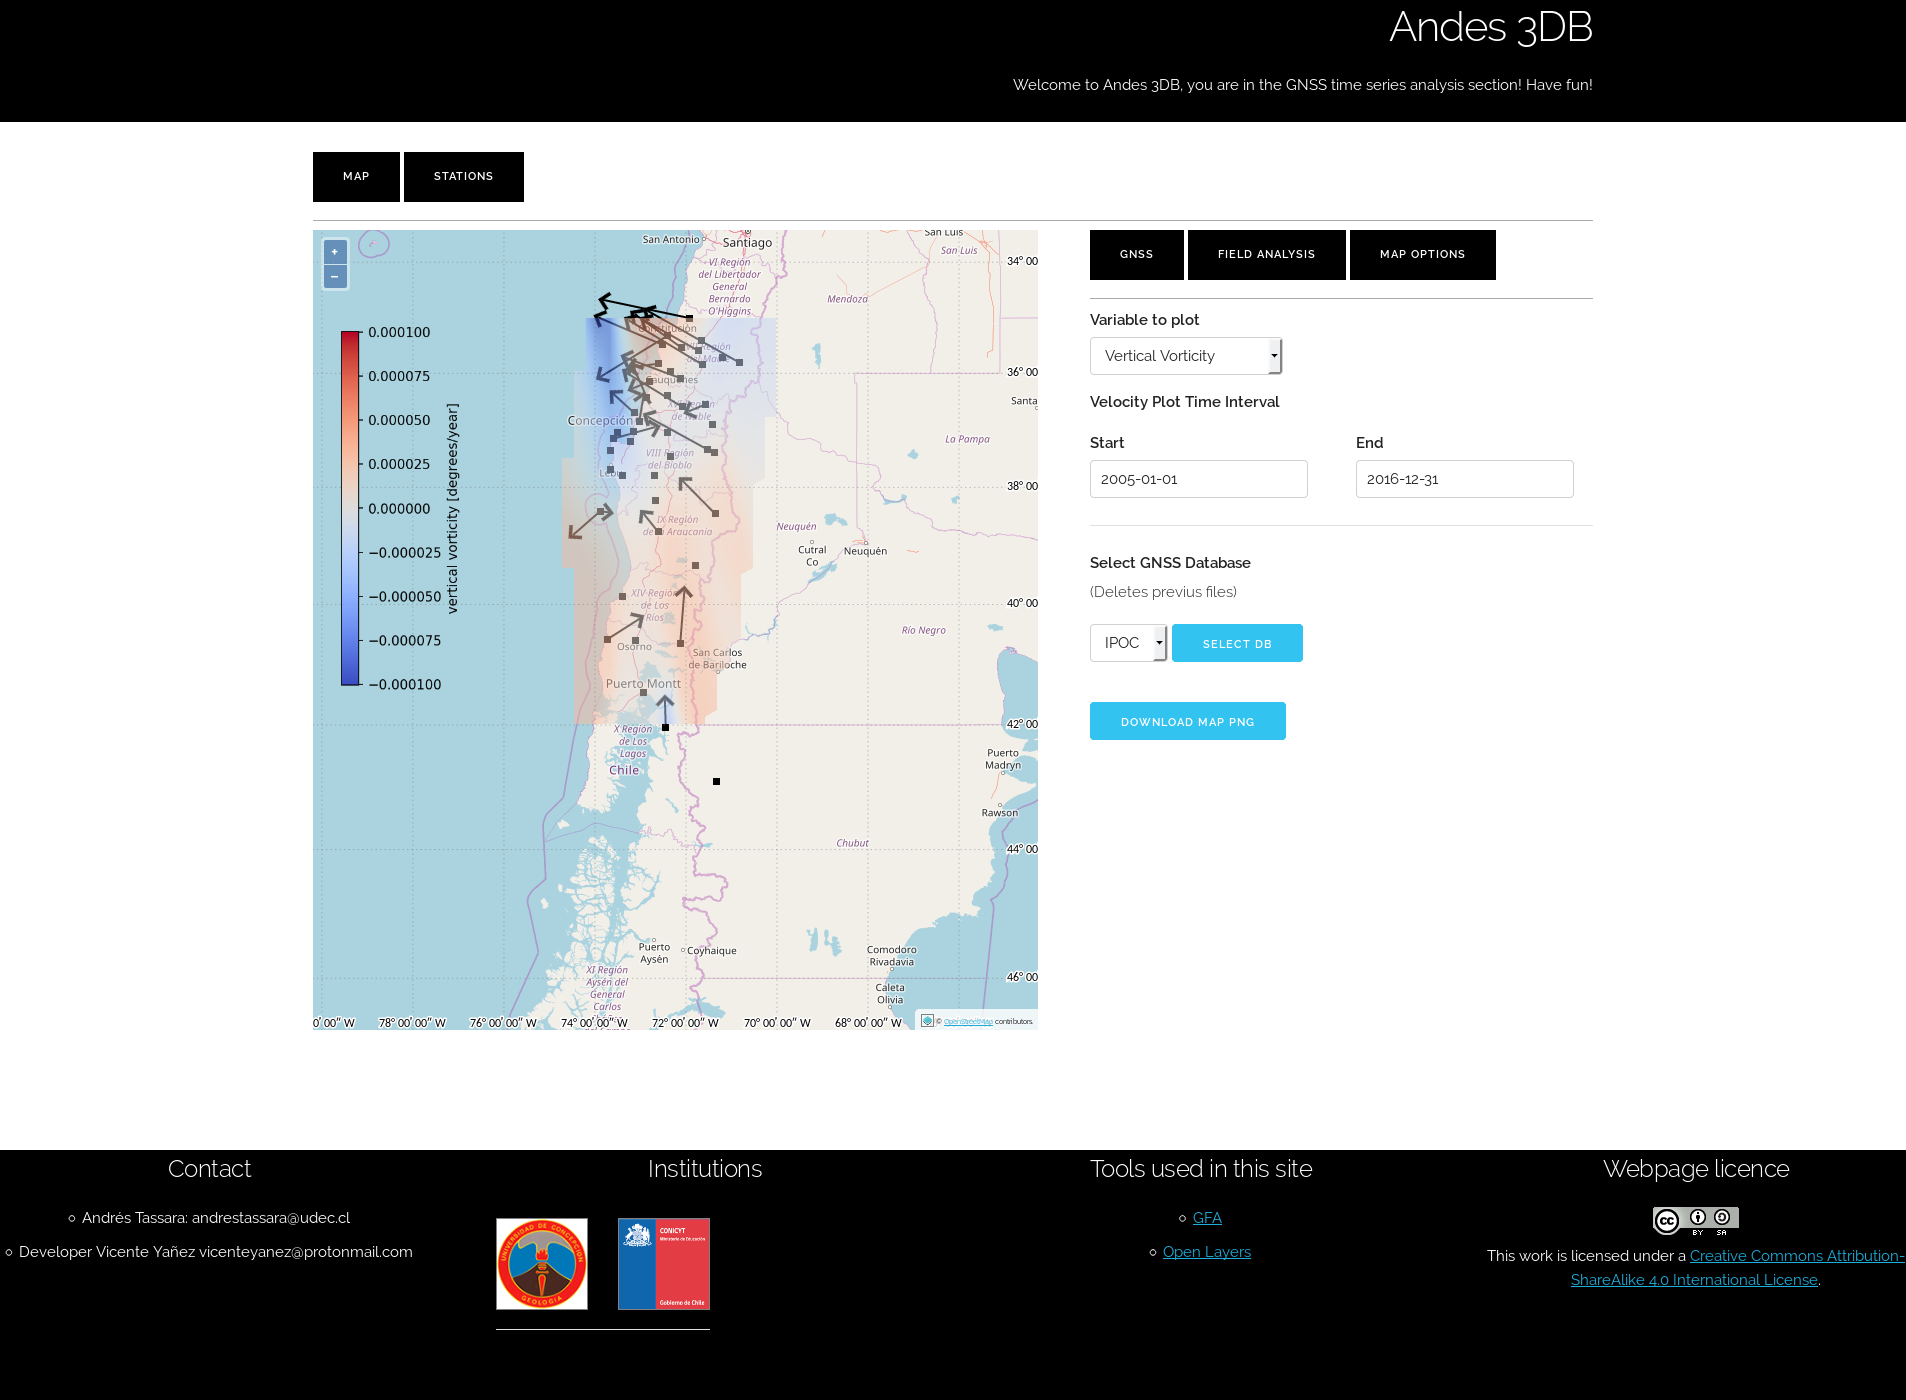 Andes 3DB
Welcome to Andes 3DB, you are in the GNSS time series analysis section! Have fun!
MAP
STATIONS
GNSS
FIELD ANALYSIS
MAP OPTIONS
+
−
San Antonio
Santiago
San Luis
San Luis
34° 00
VI Región
del Libertador
General
Bernardo
O'Higgins
Mendoza
36° 00
Santa
Concepción
La Pampa
VIII Región
del Biobío
38° 00
IX Región
de la Araucanía
Neuquén
Cutral
Co
Neuquén
40° 00
XIV Región
de Los
Ríos
Río Negro
Osorno
San Carlos
de Bariloche
Puerto Montt
42° 00
X Región
de Los
Lagos
Chile
Puerto
Madryn
Rawson
Chubut
44° 00
Puerto
Aysén
Coyhaique
Comodoro
Rivadavia
46° 00
XI Región
Aysén del
General
Carlos
Caleta
Olivia
0′ 00″ W
78° 00′ 00″ W
76° 00′ 00″ W
74° 00′ 00″ W
72° 00′ 00″ W
70° 00′ 00″ W
68° 00′ 00″ W
© OpenStreetMap contributors.
0.000100
0.000075
0.000050
0.000025
0.000000
−0.000025
−0.000050
−0.000075
−0.000100
vertical vorticity [degrees/year]
Variable to plot
Vertical Vorticity
Velocity Plot Time Interval
Start
End
2005-01-01
2016-12-31
Select GNSS Database
(Deletes previus files)
IPOC
SELECT DB
DOWNLOAD MAP PNG
Contact
Andrés Tassara: andrestassara@udec.cl
Developer Vicente Yañez vicenteyanez@protonmail.com
Institutions
UNIVERSIDAD DE CONCEPCION
GEOLOGIA
CONICYT
Ministerio de Educación
Gobierno de Chile
Tools used in this site
GFA
Open Layers
Webpage licence
cc
BY SA
This work is licensed under a Creative Commons Attribution-
ShareAlike 4.0 International License.